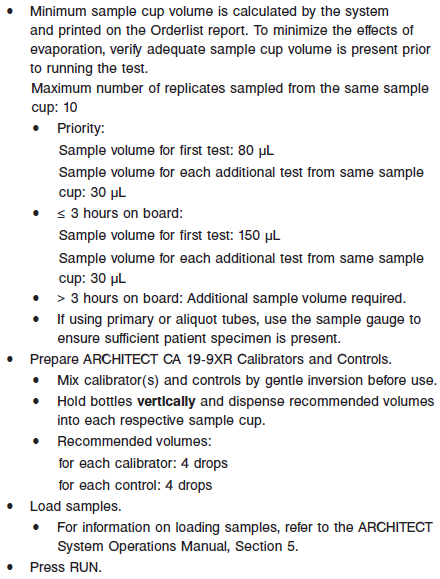 • Minimum sample cup volume is calculated by the system
and printed on the Orderlist report. To minimize the effects of
evaporation, verify adequate sample cup volume is present prior
to running the test.
Maximum number of replicates sampled from the same sample
cup: 10
• Priority:
Sample volume for first test: 80 µL
Sample volume for each additional test from same sample
cup: 30 µL
• ≤ 3 hours on board:
Sample volume for first test: 150 µL
Sample volume for each additional test from same sample
cup: 30 µL
• > 3 hours on board: Additional sample volume required.
• If using primary or aliquot tubes, use the sample gauge to
ensure sufficient patient specimen is present.
• Prepare ARCHITECT CA 19-9XR Calibrators and Controls.
• Mix calibrator(s) and controls by gentle inversion before use.
• Hold bottles vertically and dispense recommended volumes
into each respective sample cup.
• Recommended volumes:
for each calibrator: 4 drops
for each control: 4 drops
• Load samples.
• For information on loading samples, refer to the ARCHITECT
System Operations Manual, Section 5.
• Press RUN.